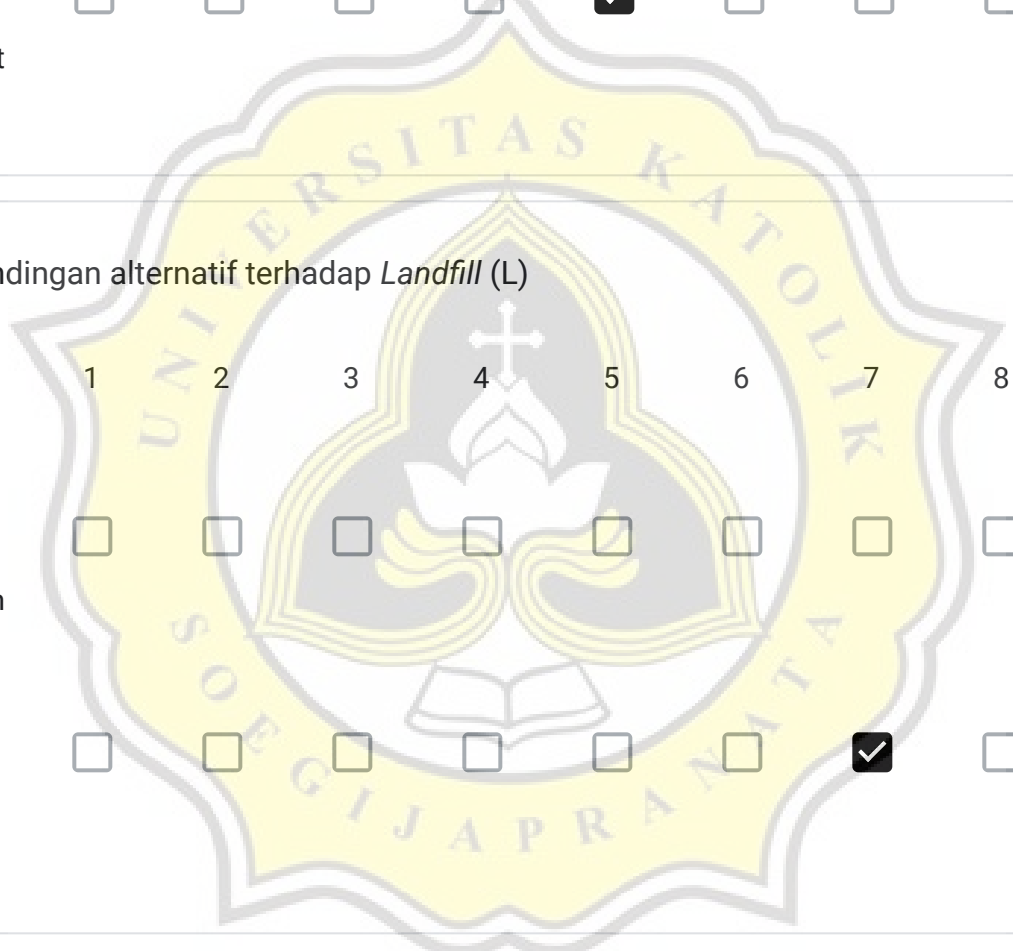 t
ndingan alternatif terhadap Landfill (L)
1 2 3 4 5 6 7 8
n
UNIVERSITAS KATOLIK
SOEGIJAPRANATA